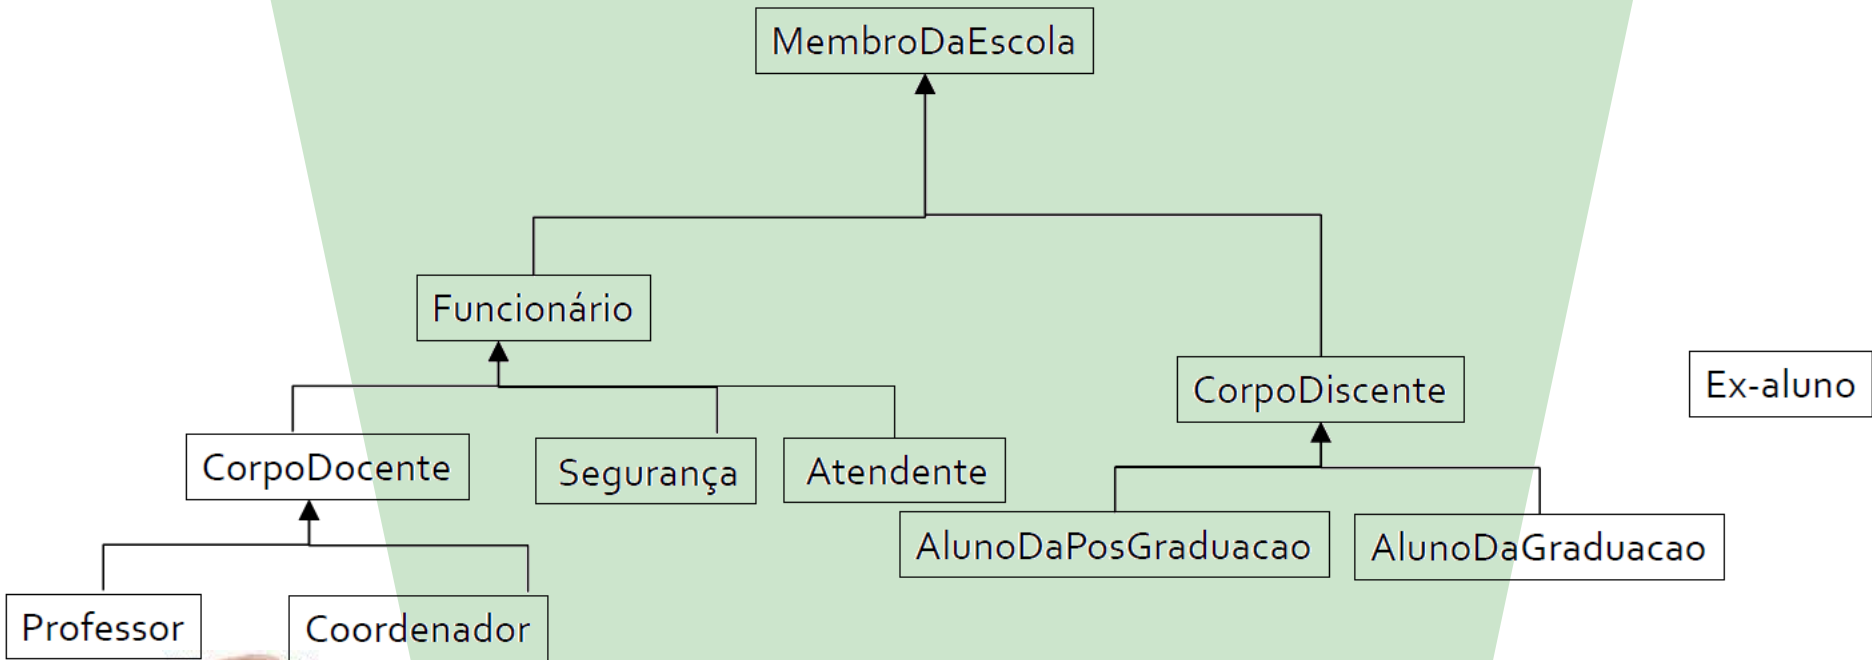 MembroDaEscola
Funcionário
CorpoDiscente
Ex-aluno
CorpoDocente
Segurança
Atendente
AlunoDaPosGraduacao
AlunoDaGraduacao
Professor
Coordenador